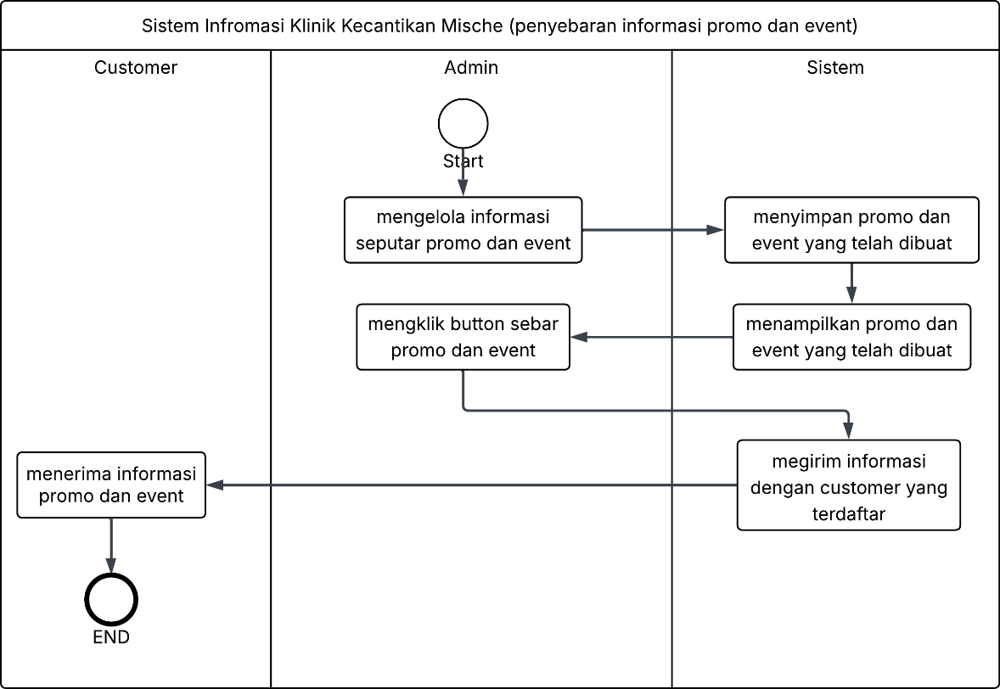 Sistem Infromasi Klinik Kecantikan Mische (penyebaran informasi promo dan event)
Customer
Admin
Sistem
Start
mengelola informasi
seputar promo dan event
menyimpan promo dan
event yang telah dibuat
menampilkan promo dan
event yang telah dibuat
mengklik button sebar
promo dan event
megirim informasi
dengan customer yang
terdaftar
menerima informasi
promo dan event
END